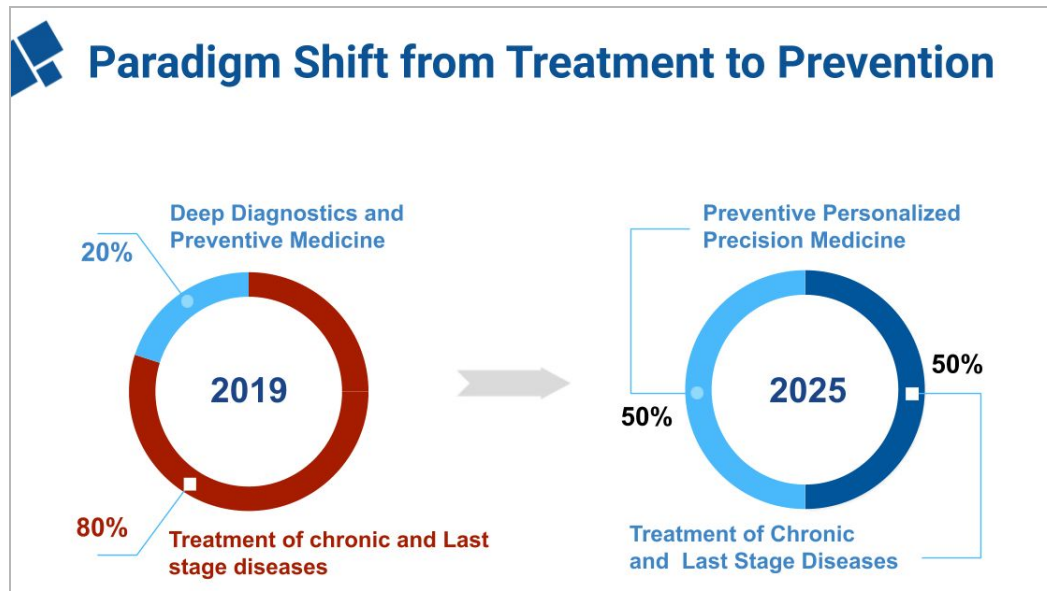 Paradigm Shift from Treatment to Prevention
Deep Diagnostics and
Preventive Medicine
20%
2019
80%
Treatment of chronic and Last
stage diseases
Preventive Personalized
Precision Medicine
50%
2025
50%
Treatment of Chronic
and Last Stage Diseases